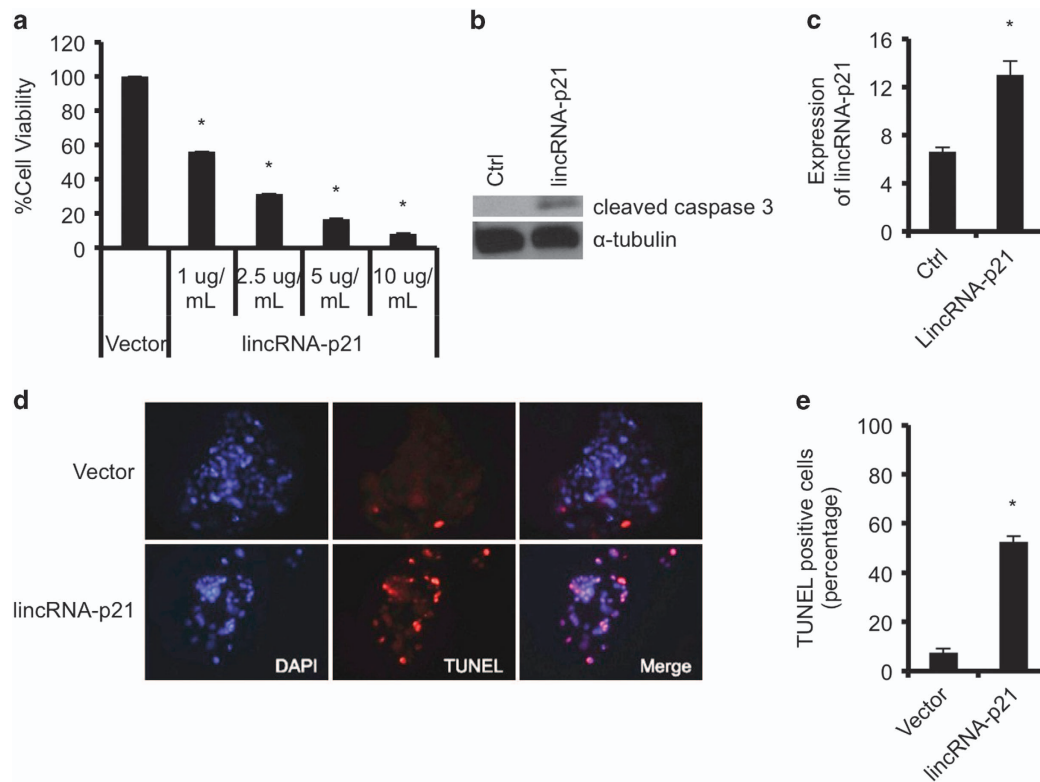 a
%Cell Viability
120
100
80
60
40
20
0
*
*
*
*
1 ug/
mL
2.5 ug/
mL
5 ug/
mL
10 ug/
mL
Vector
lincRNA-p21
b
Ctrl
lincRNA-p21
cleaved caspase 3
α-tubulin
c
Expression
of lincRNA-p21
16
12
8
4
0
*
Ctrl
LincRNA-p21
d
Vector
lincRNA-p21
DAPI
TUNEL
Merge
e
TUNEL positive cells
(percentage)
100
80
60
40
20
0
*
Vector
lincRNA-p21